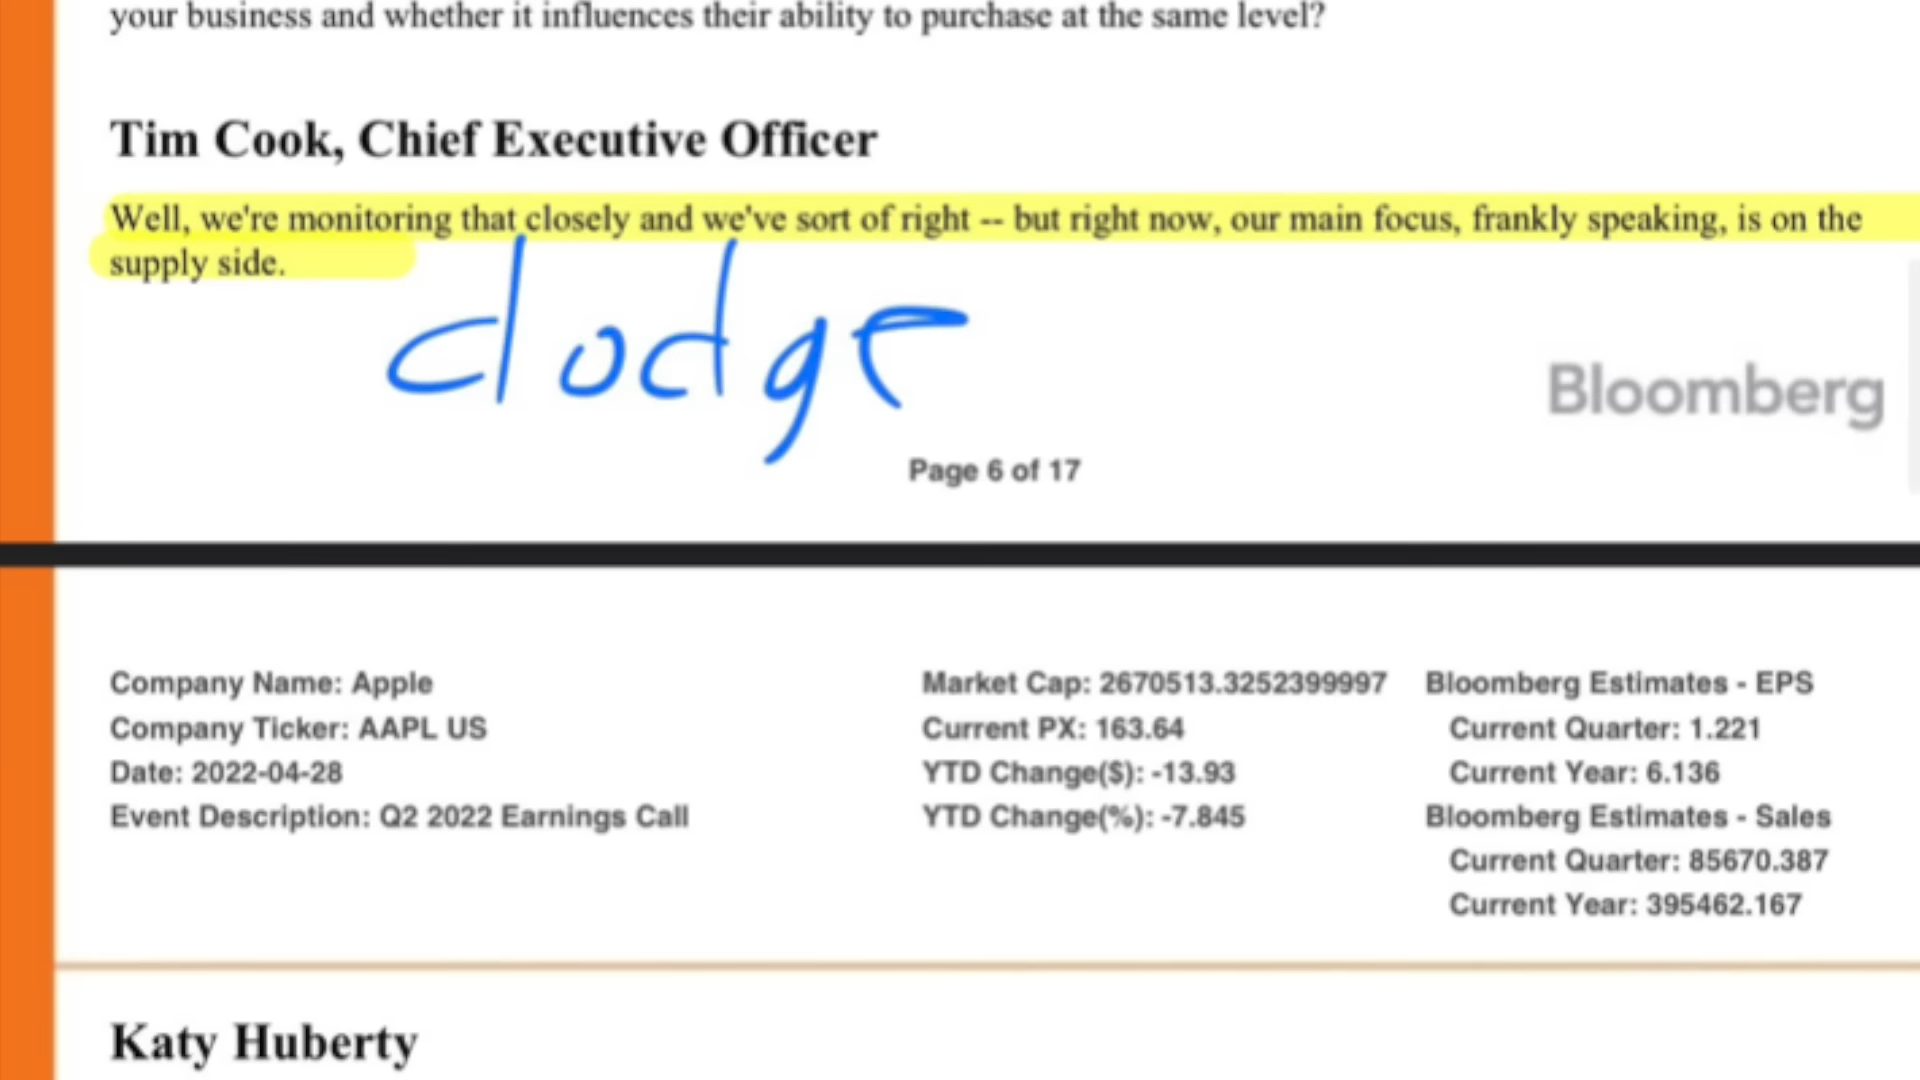 your business and whether it influences their ability to purchase at the same level?
Tim Cook, Chief Executive Officer
Well, we're monitoring that closely and we've sort of right -- but right now, our main focus, frankly speaking, is on the
supply side.
dodge
Bloomberg
Page 6 of 17
Company Name: Apple
Company Ticker: AAPL US
Date: 2022-04-28
Event Description: Q2 2022 Earnings Call
Market Cap: 2670513.3252399997
Current PX: 163.64
YTD Change($): -13.93
YTD Change(%): -7.845
Bloomberg Estimates - EPS
Current Quarter: 1.221
Current Year: 6.136
Bloomberg Estimates - Sales
Current Quarter: 85670.387
Current Year: 395462.167
Katy Huberty